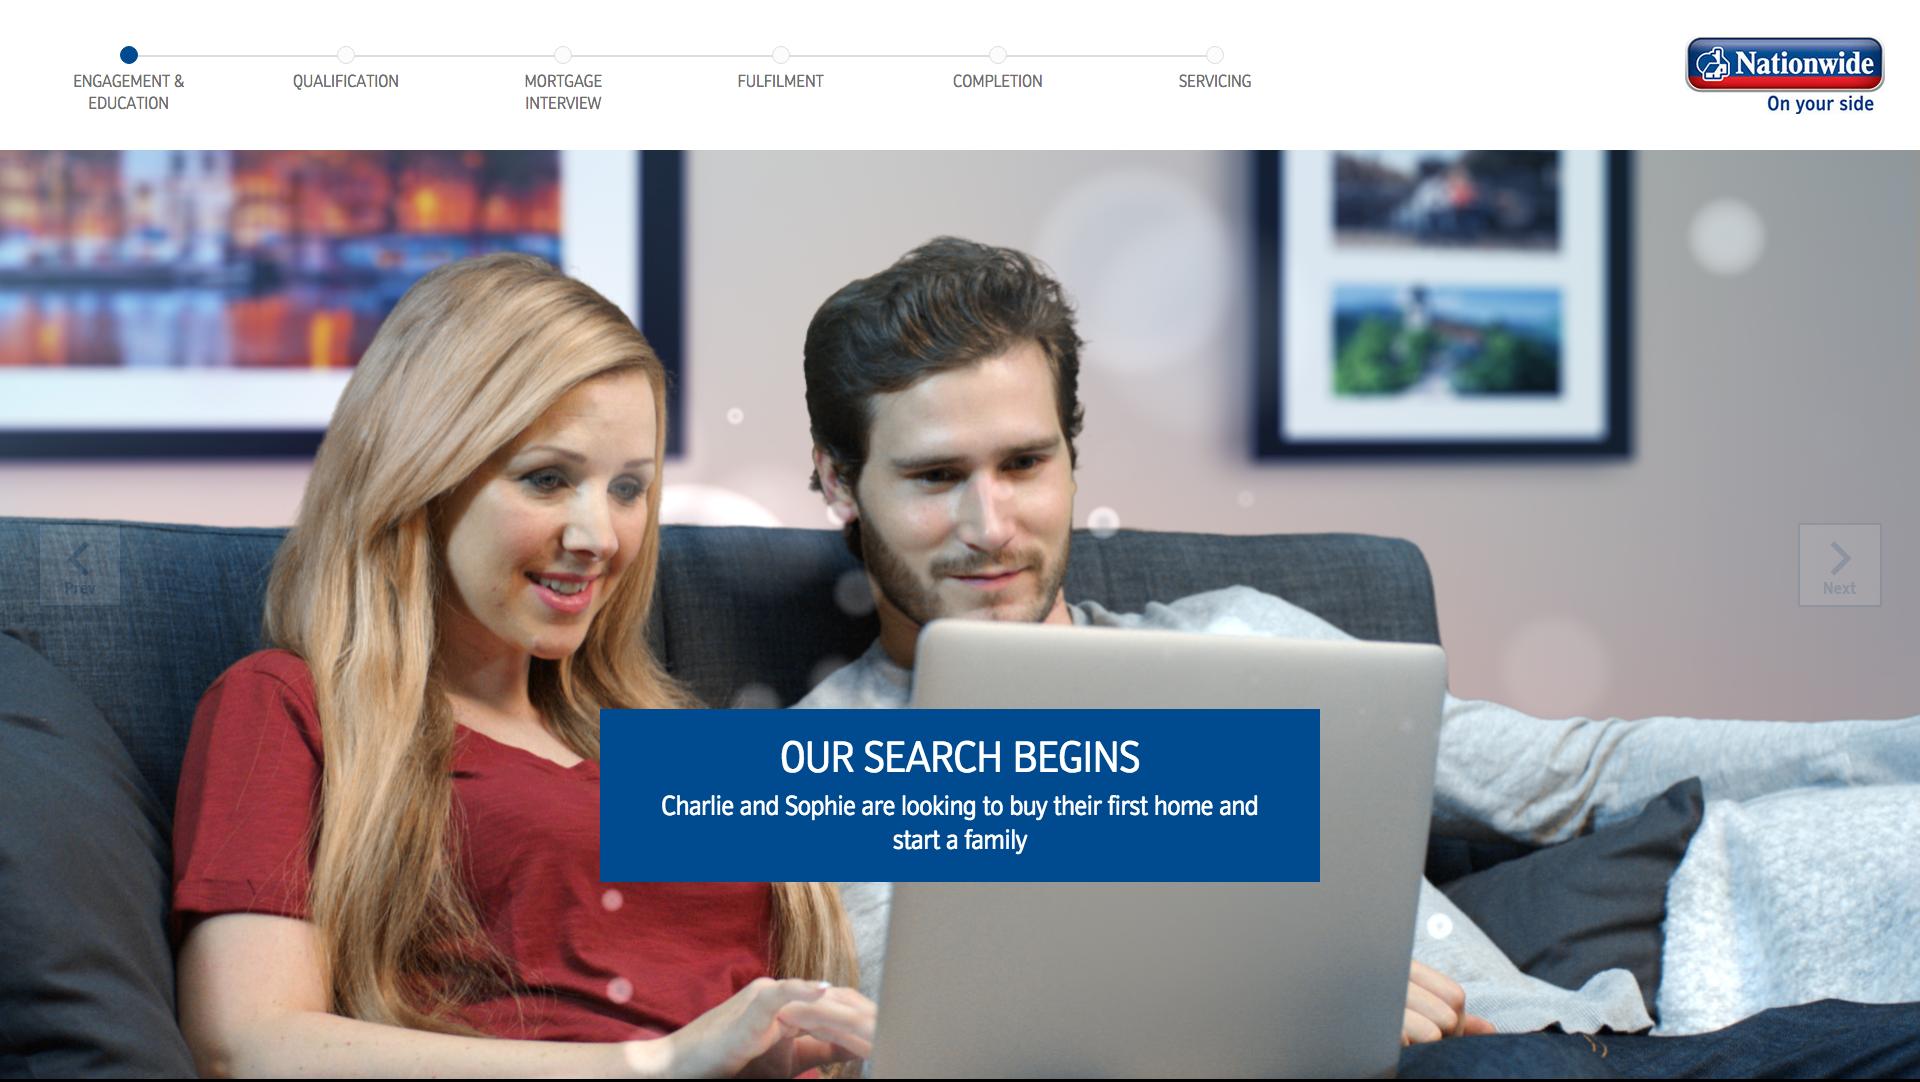 ENGAGEMENT &
EDUCATION
QUALIFICATION
MORTGAGE
INTERVIEW
FULFILMENT
COMPLETION
SERVICING
Nationwide
On your side
Prev
Next
OUR SEARCH BEGINS
Charlie and Sophie are looking to buy their first home and
start a family